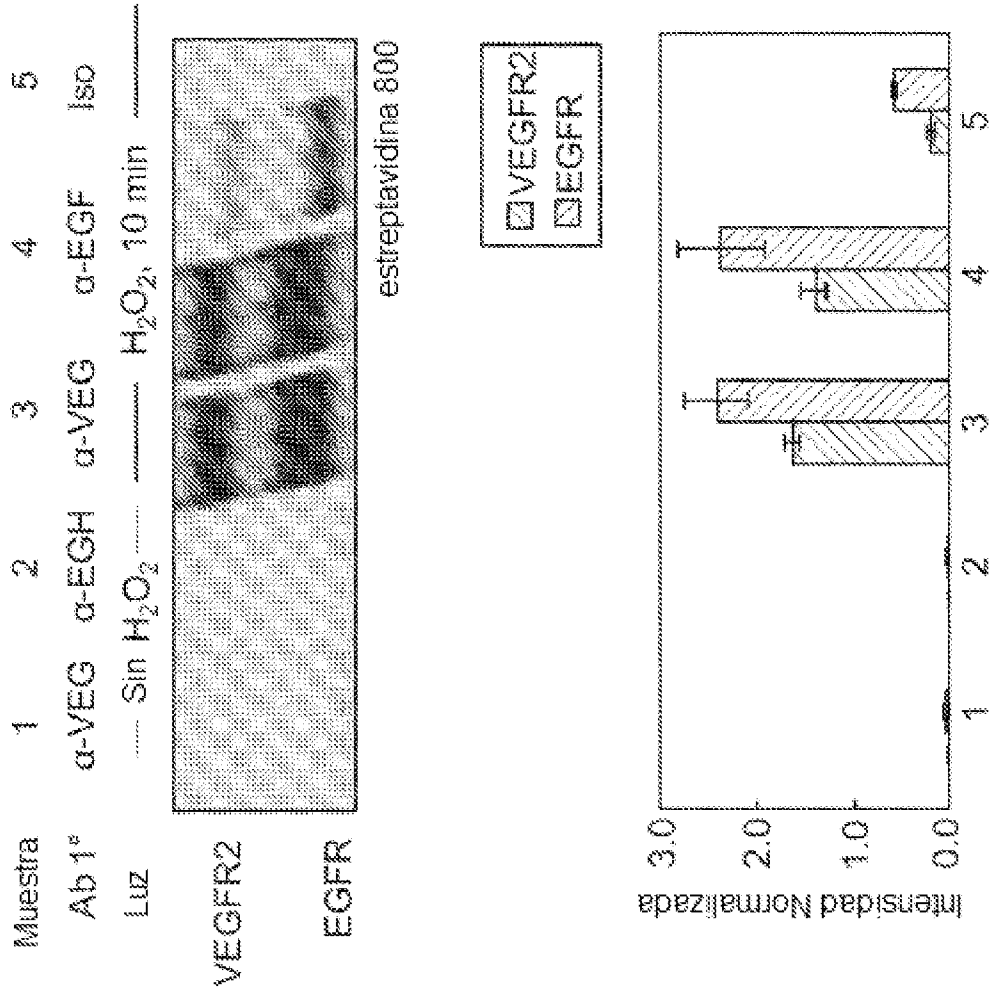 Muestra 1 2 3 4 5
Ab 1ª α-VEG α-EGH α-VEG α-EGF Iso
Luz Sin H₂O₂ H₂O₂, 10 min
VEGFR2
EGFR
estreptavidina 800
VEGFR2
EGFR
Intensidad Normalizada
3.0
2.0
1.0
0.0
1 2 3 4 5